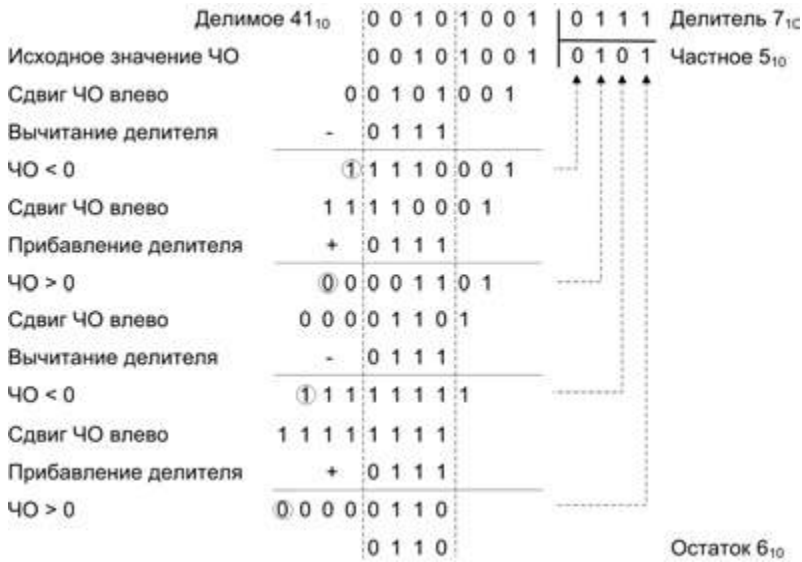 Делимое 41₁₀ 0 0 1 0 1 0 0 1 0 1 1 1 Делитель 7₁₀
Исходное значение ЧО 0 0 1 0 1 0 0 1 0 1 0 1 Частное 5₁₀
Сдвиг ЧО влево 0 0 1 0 1 0 0 1
Вычитание делителя - 0 1 1 1
ЧО < 0 1 1 1 1 0 0 0 1
Сдвиг ЧО влево 1 1 1 1 0 0 0 1
Прибавление делителя + 0 1 1 1
ЧО > 0 0 0 0 0 1 1 0 1
Сдвиг ЧО влево 0 0 0 0 1 1 0 1
Вычитание делителя - 0 1 1 1
ЧО < 0 1 1 1 1 1 1 1 1
Сдвиг ЧО влево 1 1 1 1 1 1 1 1
Прибавление делителя + 0 1 1 1
ЧО > 0 0 0 0 0 0 1 1 0
0 1 1 0 Остаток 6₁₀